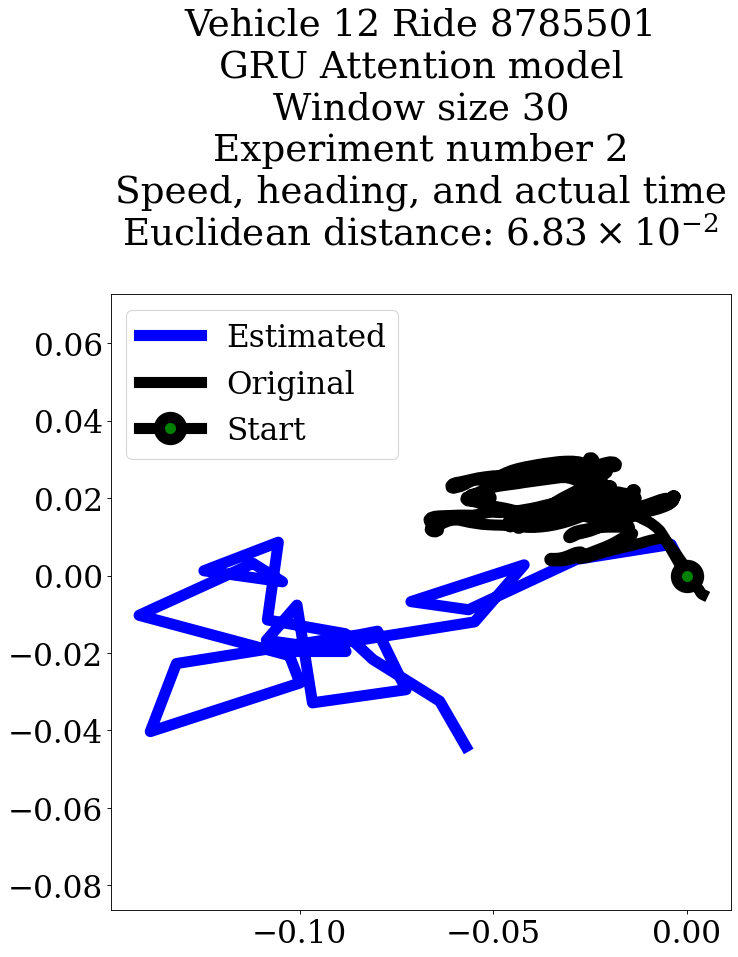 Vehicle 12 Ride 8785501
GRU Attention model
Window size 30
Experiment number 2
Speed, heading, and actual time
Euclidean distance: 6.83 × 10⁻²
Estimated
Original
Start
0.06
0.04
0.02
0.00
−0.02
−0.04
−0.06
−0.08
−0.10 −0.05 0.00